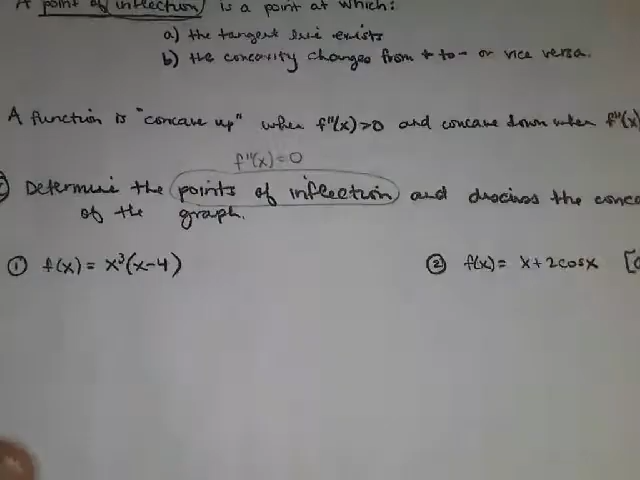 A point of inflection is a point at which:
a) the tangent line exists
b) the concavity changes from + to - or vice versa.
A function is "concave up" when f"(x)>0 and concave down when f"(x)
f"(x)=0
Determine the points of inflection and discuss the conca
of the graph.
① f(x) = x³(x-4)
② f(x) = x+2cosx [